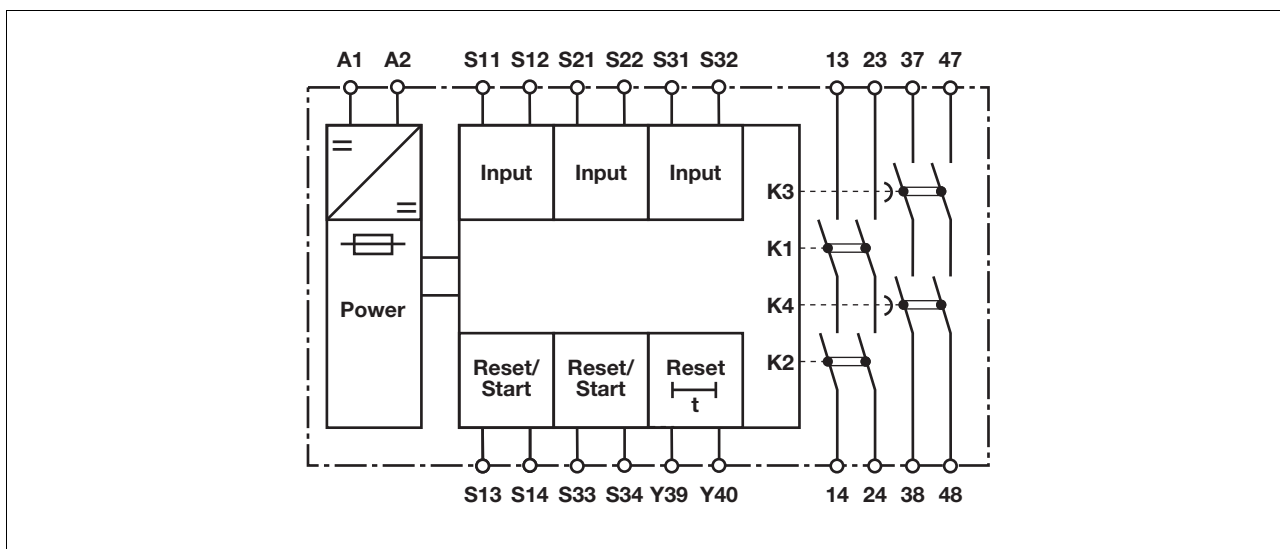 A1 A2 S11 S12 S21 S22 S31 S32 13 23 37 47
Input Input Input
K3
K1
K4
Power
K2
Reset/ Reset/ Reset
Start Start t
S13 S14 S33 S34 Y39 Y40 14 24 38 48